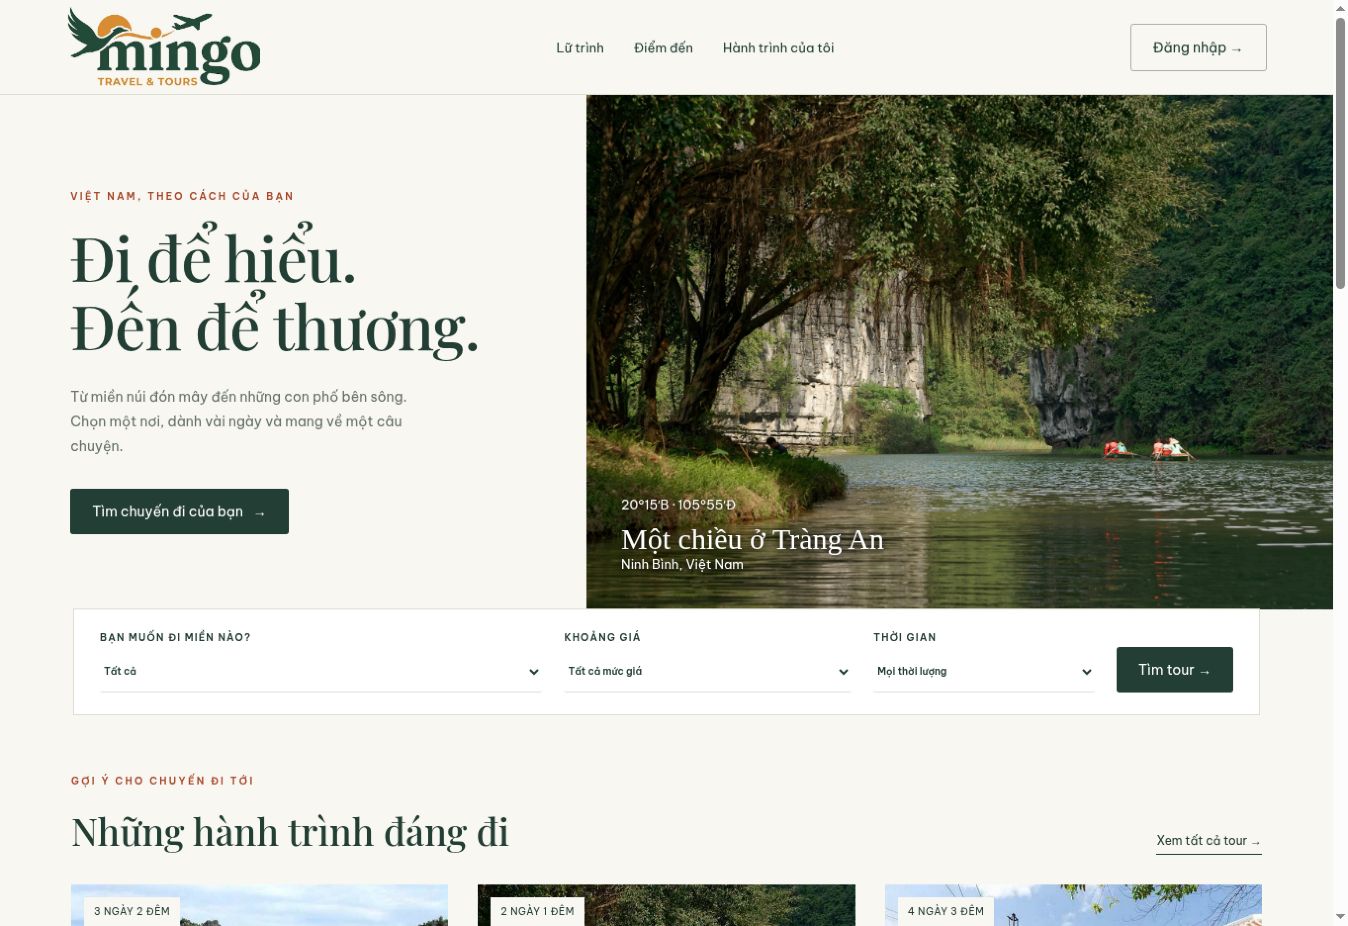 mingo
TRAVEL & TOURS
Lữ trình
Điểm đến
Hành trình của tôi
Đăng nhập →
VIỆT NAM, THEO CÁCH CỦA BẠN
Đi để hiểu.
Đến để thương.
Từ miền núi đón mây đến những con phố bên sông.
Chọn một nơi, dành vài ngày và mang về một câu
chuyện.
Tìm chuyến đi của bạn →
20°15'B · 105°55'Đ
Một chiều ở Tràng An
Ninh Bình, Việt Nam
BẠN MUỐN ĐI MIỀN NÀO?
Tất cả
KHOẢNG GIÁ
Tất cả mức giá
THỜI GIAN
Mọi thời lượng
Tìm tour →
GỢI Ý CHO CHUYẾN ĐI TỚI
Những hành trình đáng đi
Xem tất cả tour →
3 NGÀY 2 ĐÊM
2 NGÀY 1 ĐÊM
4 NGÀY 3 ĐÊM